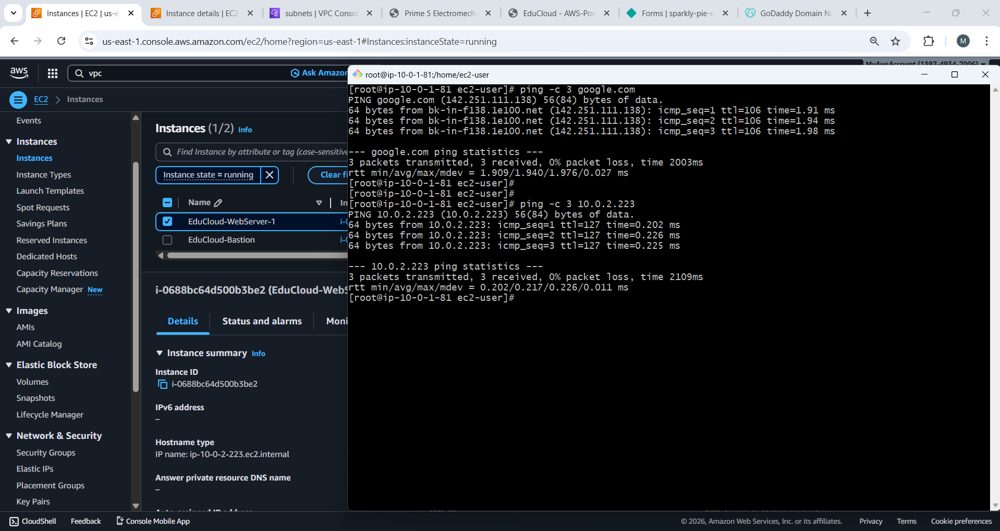 Instances | EC2 | us-e
Instance details | EC2
subnets | VPC Consol
Prime 5 Electromecha
EduCloud - AWS-Pow
Forms | sparkly-pie-e
GoDaddy Domain Na
us-east-1.console.aws.amazon.com/ec2/home?region=us-east-1#Instances:instanceState=running
M
aws
vpc
Ask Amazon
MyAwsAccount (1397-4934-7006)
EC2
Instances
Events
Instances
Instances
Instance Types
Launch Templates
Spot Requests
Savings Plans
Reserved Instances
Dedicated Hosts
Capacity Reservations
Capacity Manager New
Images
AMIs
AMI Catalog
Elastic Block Store
Volumes
Snapshots
Lifecycle Manager
Network & Security
Security Groups
Elastic IPs
Placement Groups
Key Pairs
Instances (1/2) Info
Find Instance by attribute or tag (case-sensitive
Instance state = running
Clear fi
Name
In
EduCloud-WebServer-1
i-0
EduCloud-Bastion
i-0
i-0688bc64d500b3be2 (EduCloud-WebS
Details
Status and alarms
Moni
Instance summary Info
Instance ID
i-0688bc64d500b3be2
IPv6 address
–
Hostname type
IP name: ip-10-0-2-223.ec2.internal
Answer private resource DNS name
–
root@ip-10-0-1-81:/home/ec2-user
[root@ip-10-0-1-81 ec2-user]# ping -c 3 google.com
PING google.com (142.251.111.138) 56(84) bytes of data.
64 bytes from bk-in-f138.1e100.net (142.251.111.138): icmp_seq=1 ttl=106 time=1.91 ms
64 bytes from bk-in-f138.1e100.net (142.251.111.138): icmp_seq=2 ttl=106 time=1.94 ms
64 bytes from bk-in-f138.1e100.net (142.251.111.138): icmp_seq=3 ttl=106 time=1.98 ms
--- google.com ping statistics ---
3 packets transmitted, 3 received, 0% packet loss, time 2003ms
rtt min/avg/max/mdev = 1.909/1.940/1.976/0.027 ms
[root@ip-10-0-1-81 ec2-user]#
[root@ip-10-0-1-81 ec2-user]#
[root@ip-10-0-1-81 ec2-user]# ping -c 3 10.0.2.223
PING 10.0.2.223 (10.0.2.223) 56(84) bytes of data.
64 bytes from 10.0.2.223: icmp_seq=1 ttl=127 time=0.202 ms
64 bytes from 10.0.2.223: icmp_seq=2 ttl=127 time=0.226 ms
64 bytes from 10.0.2.223: icmp_seq=3 ttl=127 time=0.225 ms
--- 10.0.2.223 ping statistics ---
3 packets transmitted, 3 received, 0% packet loss, time 2109ms
rtt min/avg/max/mdev = 0.202/0.217/0.226/0.011 ms
[root@ip-10-0-1-81 ec2-user]#
CloudShell
Feedback
Console Mobile App
© 2026, Amazon Web Services, Inc. or its affiliates.
Privacy
Terms
Cookie preferences